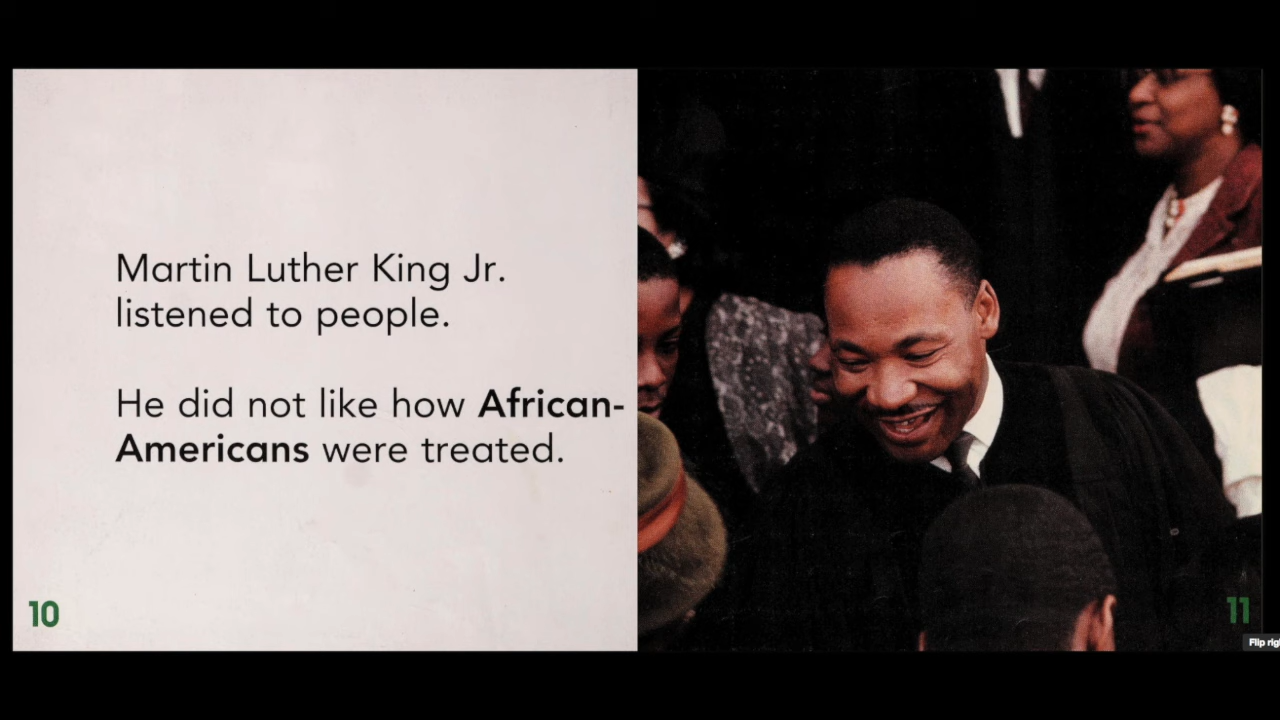 Martin Luther King Jr.
listened to people.
He did not like how African-
Americans were treated.
10
11